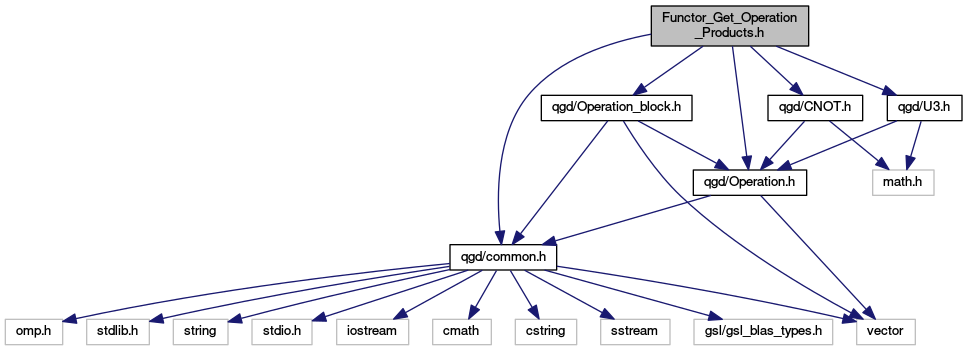 Functor_Get_Operation
_Products.h
qgd/Operation_block.h
qgd/CNOT.h
qgd/U3.h
qgd/Operation.h
math.h
qgd/common.h
omp.h
stdlib.h
string
stdio.h
iostream
cmath
cstring
sstream
gsl/gsl_blas_types.h
vector